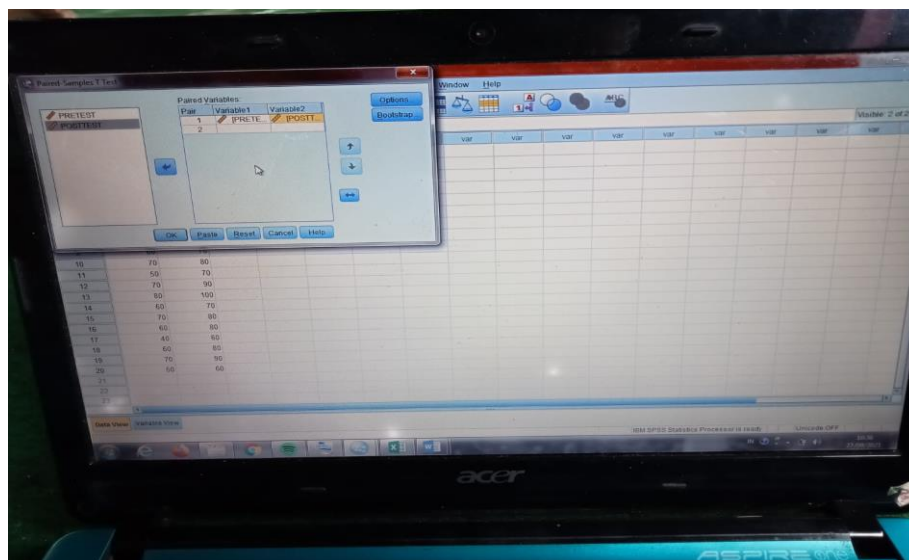 Paired-Samples T Test
Window Help
PRETEST
POSTTEST
Paired Variables:
Pair Variable1 Variable2
1 [PRETE... [POSTT...
2
Options...
Bootstrap...
OK Paste Reset Cancel Help
Visible: 2 of 2
var var var var var var var var
10 70 80
11 50 70
12 70 90
13 80 100
14 60 70
15 70 80
16 60 80
17 40 60
18 60 80
19 70 90
20 60
21
22
23
Data View Variable View
IBM SPSS Statistics Processor is ready Unicode:OFF
acer
ASPIRE